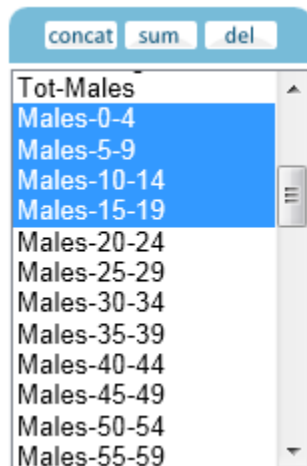 concat sum del
Tot-Males
Males-0-4
Males-5-9
Males-10-14
Males-15-19
Males-20-24
Males-25-29
Males-30-34
Males-35-39
Males-40-44
Males-45-49
Males-50-54
Males-55-59